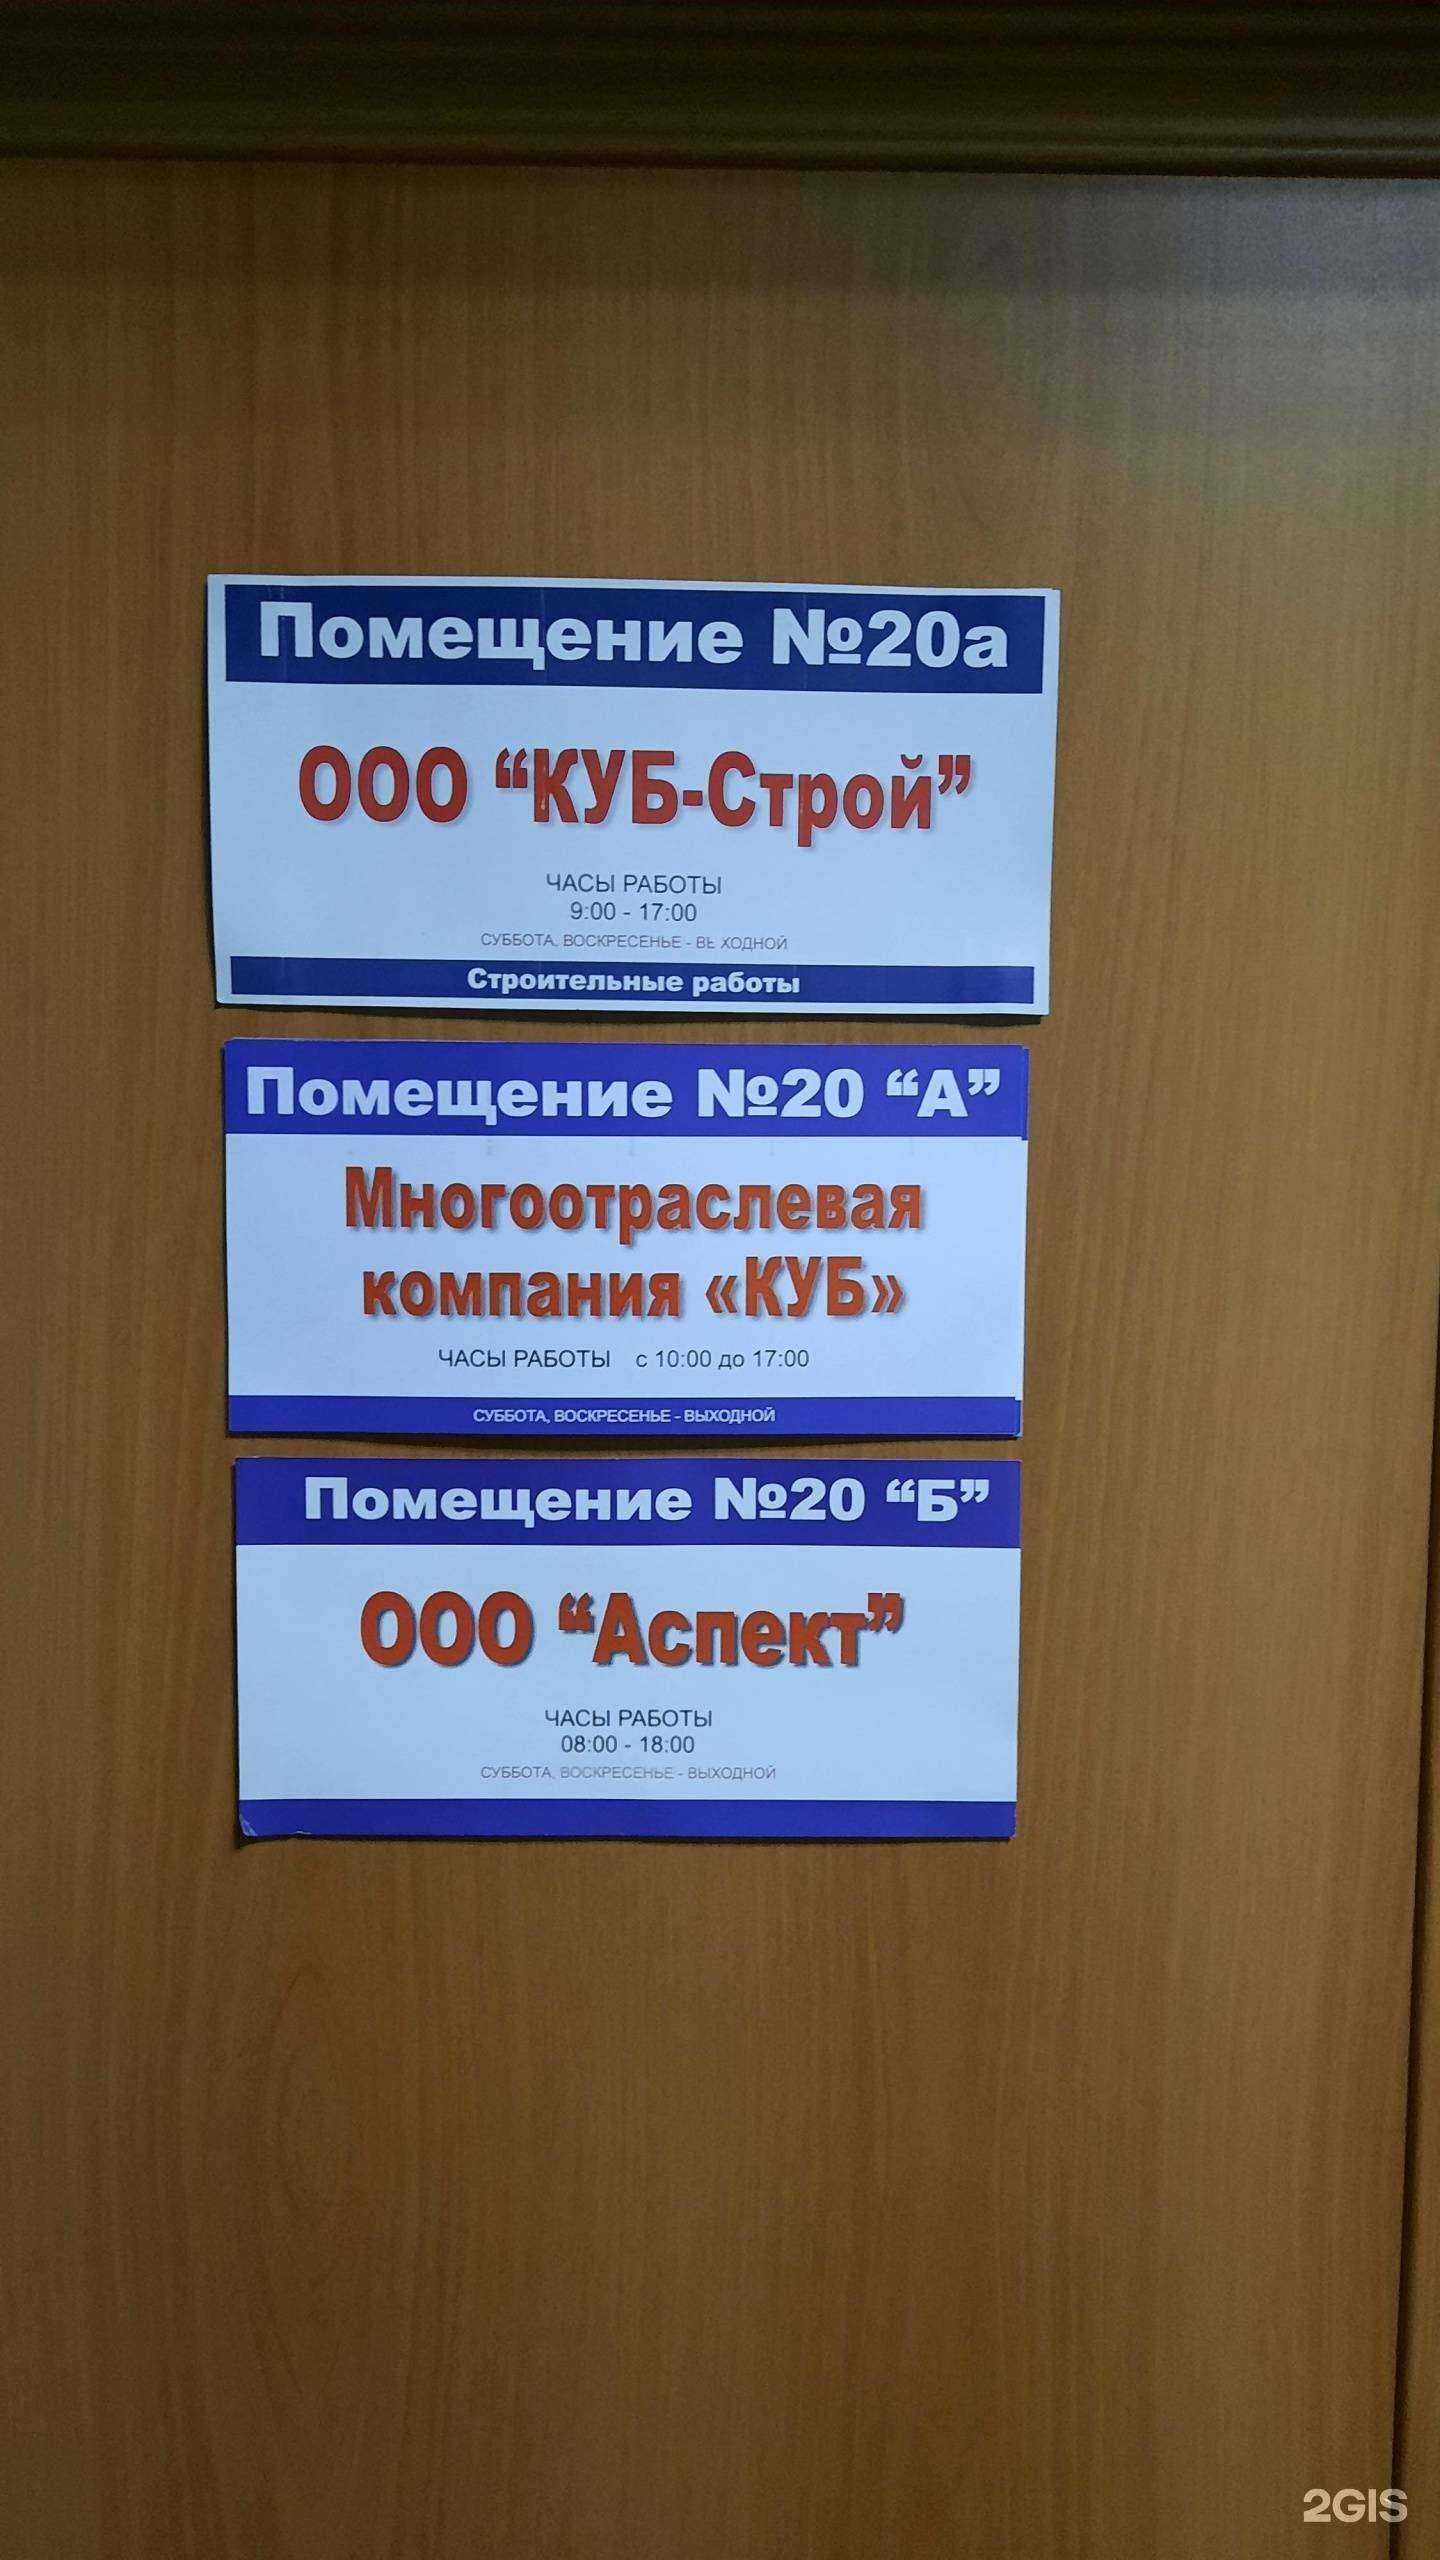 Помещение №20а
ООО “КУБ-Строй”
ЧАСЫ РАБОТЫ
9:00 - 17:00
СУББОТА, ВОСКРЕСЕНЬЕ - ВЬ ХОДНОЙ
Строительные работы
Помещение №20 “А”
Многоотраслевая
компания «КУБ»
ЧАСЫ РАБОТЫ с 10:00 до 17:00
СУББОТА, ВОСКРЕСЕНЬЕ - ВЫХОДНОЙ
Помещение №20 “Б”
ООО “Аспект”
ЧАСЫ РАБОТЫ
08:00 - 18:00
СУББОТА, ВОСКРЕСЕНЬЕ - ВЫХОДНОЙ
2GIS